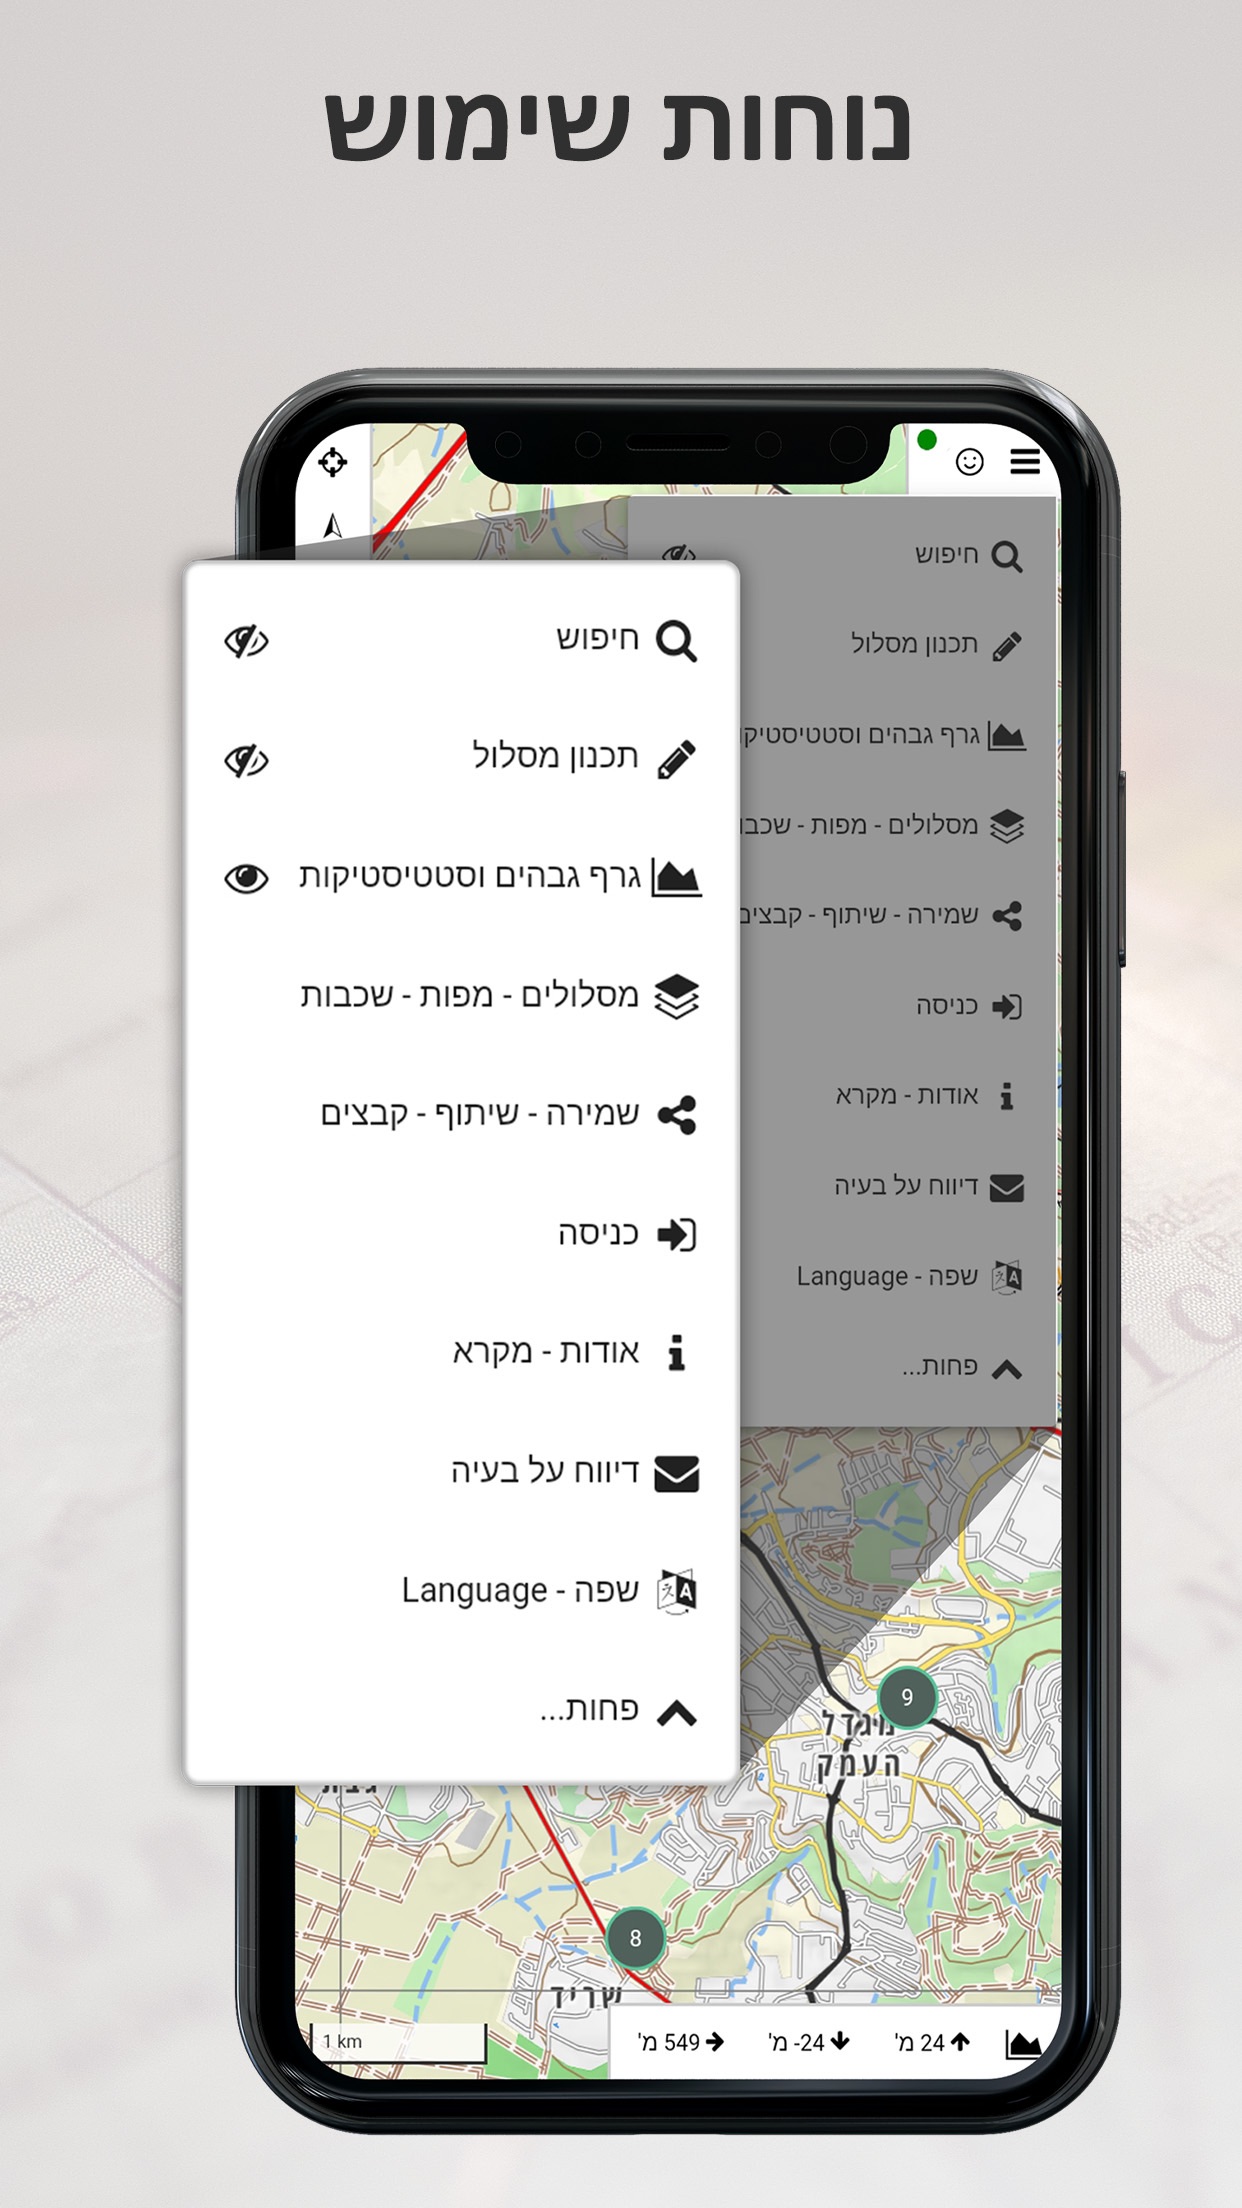 נוחות שימוש
חיפוש
תכנון מסלול
גרף גבהים וסטטיסטיקות
מסלולים - מפות - שכבות
שמירה - שיתוף - קבצים
כניסה
אודות - מקרא
דיווח על בעיה
שפה - Language
פחות...
חיפוש
תכנון מסלול
גרף גבהים וסטטיסטיק
מסלולים - מפות - שכבו
שמירה - שיתוף - קבצים
כניסה
אודות - מקרא
דיווח על בעיה
שפה - Language
פחות...
9
מיגדל
העמק
8
שריד
1 km
24 מ'
-24 מ'
549 מ'